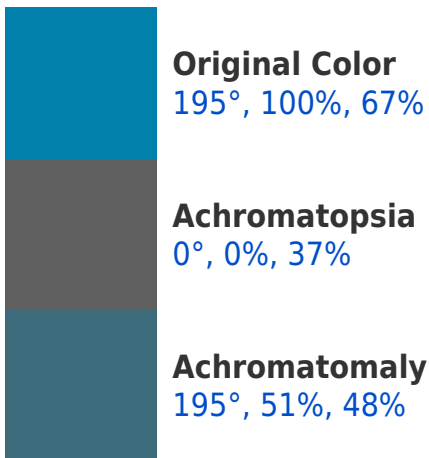 Original Color
195°, 100%, 67%
Achromatopsia
0°, 0%, 37%
Achromatomaly
195°, 51%, 48%